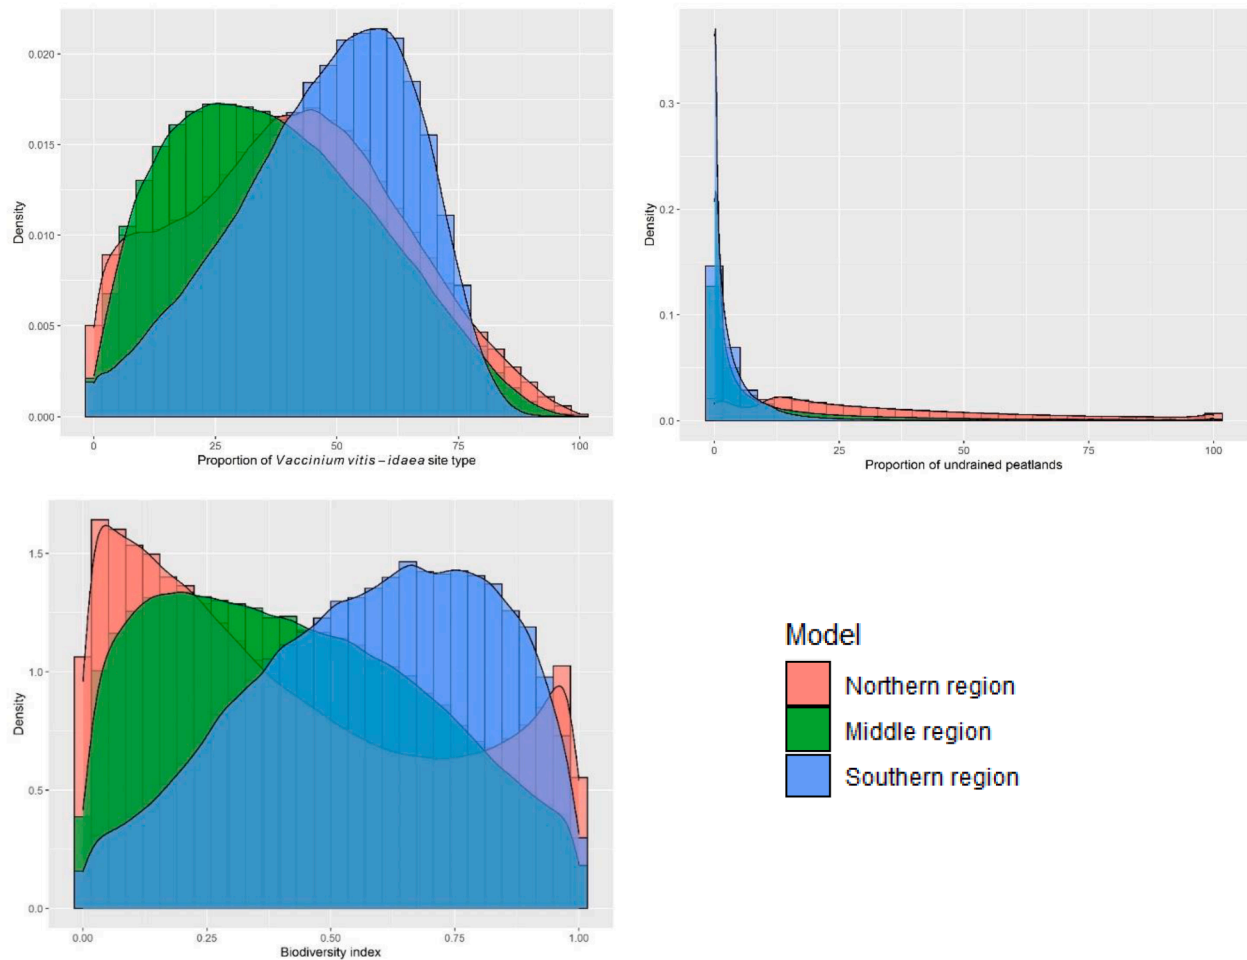 0.020
0.015
0.010
0.005
0.000
Density
0 25 50 75 100
Proportion of Vaccinium vitis – idaea site type
0.3
0.2
0.1
0.0
Density
0 25 50 75 100
Proportion of undrained peatlands
1.5
1.0
0.5
0.0
Density
0.00 0.25 0.50 0.75 1.00
Biodiversity index
Model
Northern region
Middle region
Southern region